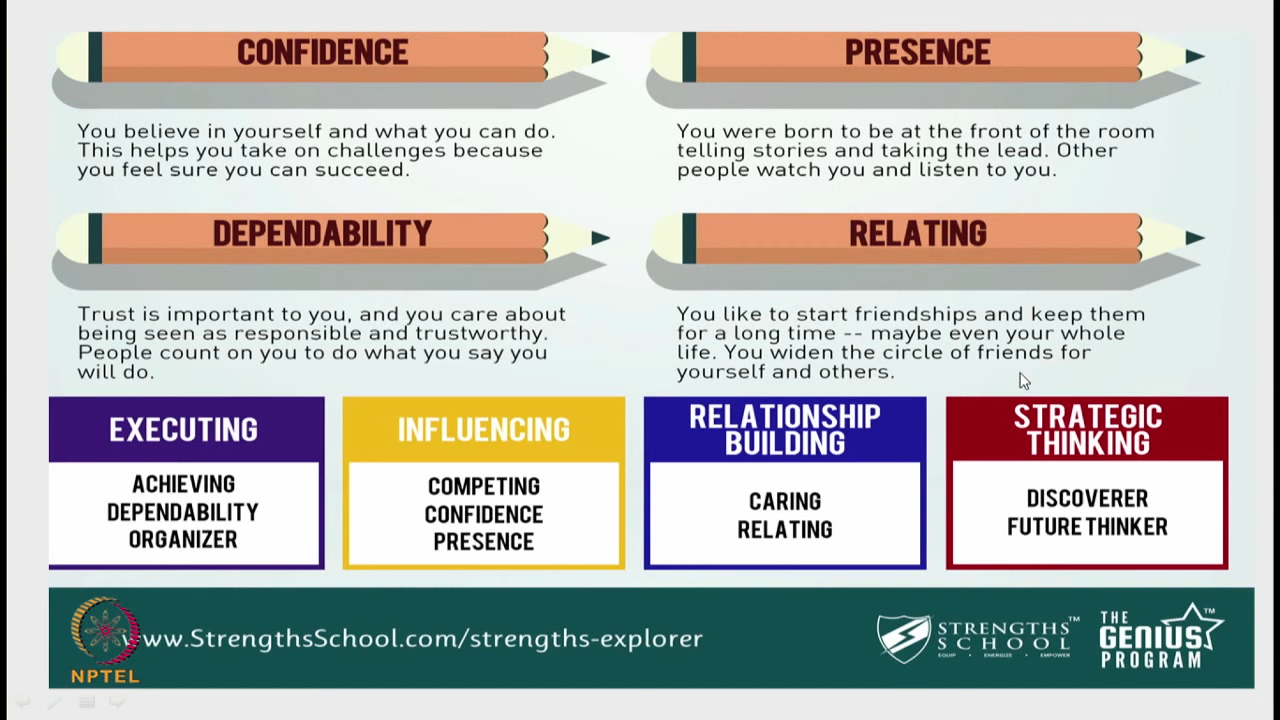 CONFIDENCE
You believe in yourself and what you can do.
This helps you take on challenges because
you feel sure you can succeed.
PRESENCE
You were born to be at the front of the room
telling stories and taking the lead. Other
people watch you and listen to you.
DEPENDABILITY
Trust is important to you, and you care about
being seen as responsible and trustworthy.
People count on you to do what you say you
will do.
RELATING
You like to start friendships and keep them
for a long time -- maybe even your whole
life. You widen the circle of friends for
yourself and others.
EXECUTING
ACHIEVING
DEPENDABILITY
ORGANIZER
INFLUENCING
COMPETING
CONFIDENCE
PRESENCE
RELATIONSHIP
BUILDING
CARING
RELATING
STRATEGIC
THINKING
DISCOVERER
FUTURE THINKER
www.StrengthsSchool.com/strengths-explorer
NPTEL
STRENGTHS
SCHOOL™
EQUIP • ENERGIZE • EMPOWER
THE
GENIUS™
PROGRAM